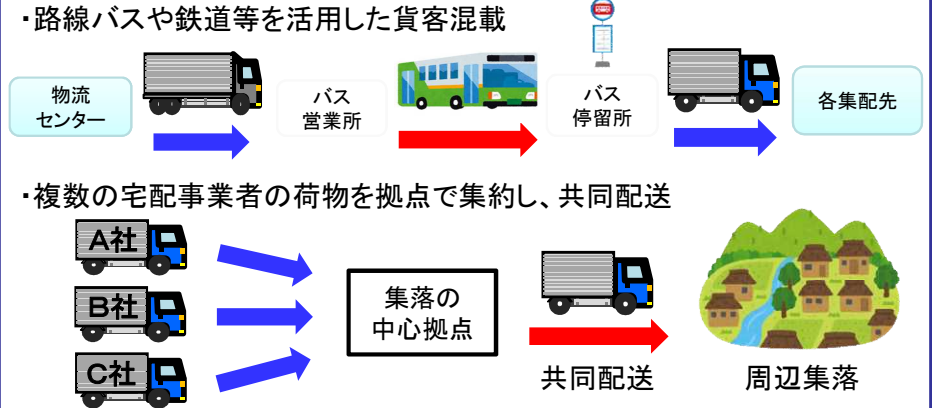 ・路線バスや鉄道等を活用した貨客混載
物流
センター
バス
営業所
バス
停留所
各集配先
・複数の宅配事業者の荷物を拠点で集約し、共同配送
A社
B社
C社
集落の
中心拠点
共同配送
周辺集落